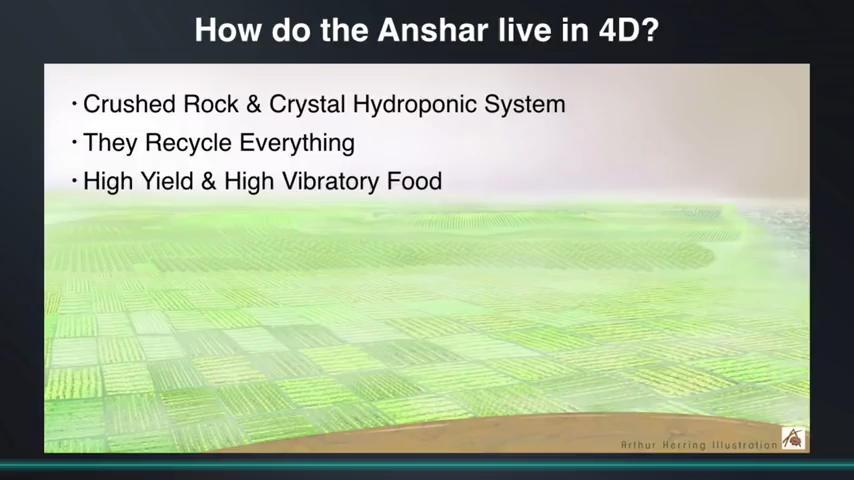 How do the Anshar live in 4D?
· Crushed Rock & Crystal Hydroponic System
· They Recycle Everything
· High Yield & High Vibratory Food
Arthur Herring Illustration